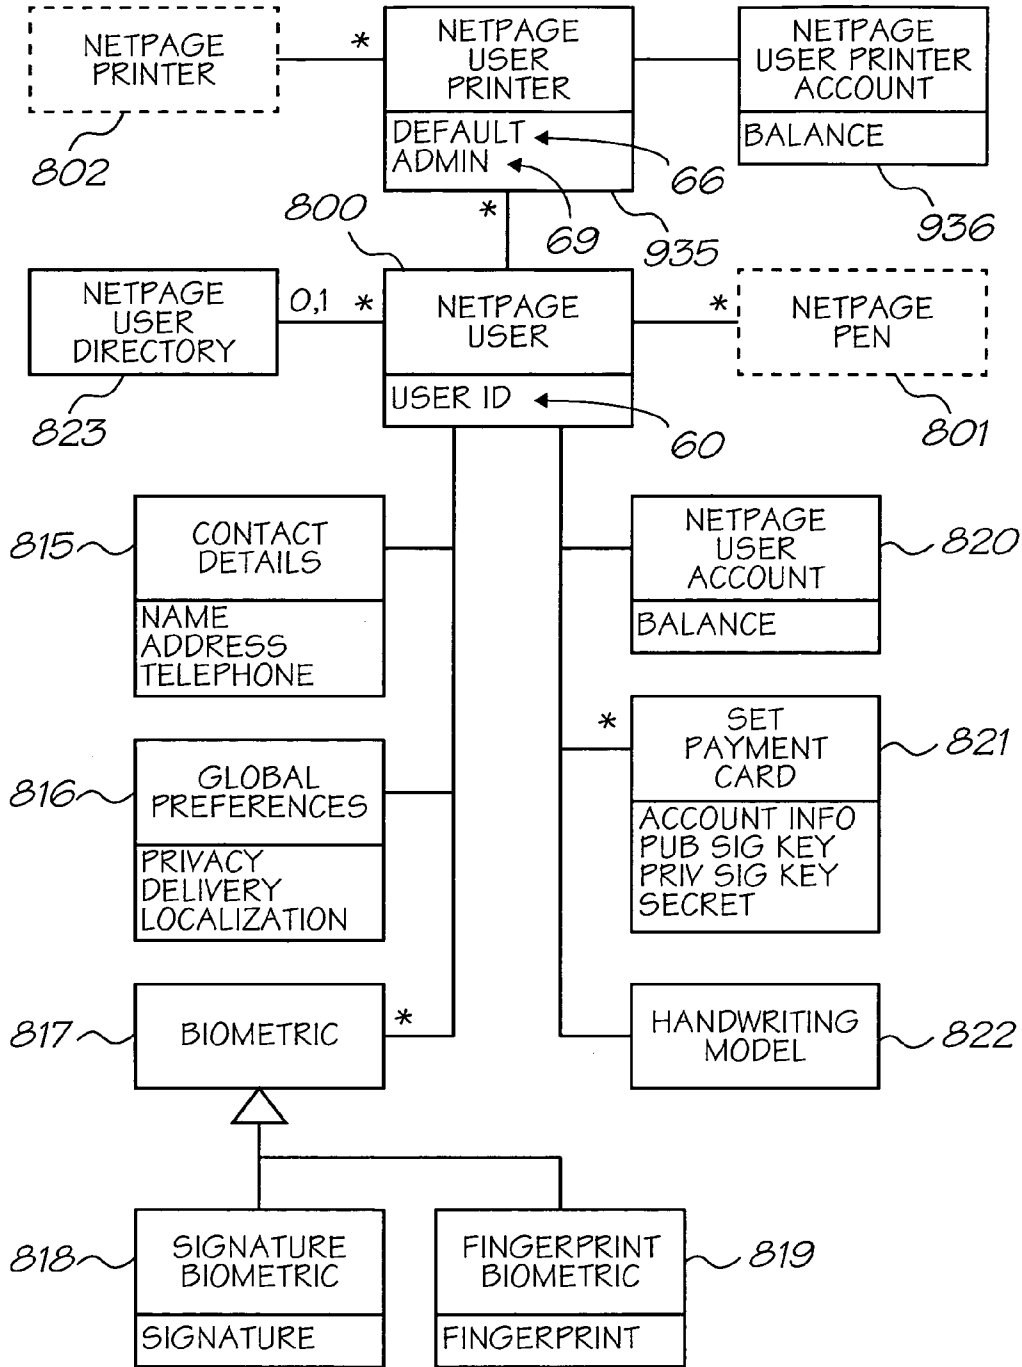 NETPAGE
PRINTER
802
*
NETPAGE
USER
PRINTER
DEFAULT
ADMIN
66
69
935
NETPAGE
USER PRINTER
ACCOUNT
BALANCE
936
*
800
NETPAGE
USER
DIRECTORY
823
0,1
*
NETPAGE
USER
USER ID
60
*
NETPAGE
PEN
801
815
CONTACT
DETAILS
NAME
ADDRESS
TELEPHONE
NETPAGE
USER
ACCOUNT
BALANCE
820
816
GLOBAL
PREFERENCES
PRIVACY
DELIVERY
LOCALIZATION
*
SET
PAYMENT
CARD
ACCOUNT INFO
PUB SIG KEY
PRIV SIG KEY
SECRET
821
817
BIOMETRIC
*
HANDWRITING
MODEL
822
818
SIGNATURE
BIOMETRIC
SIGNATURE
FINGERPRINT
BIOMETRIC
FINGERPRINT
819